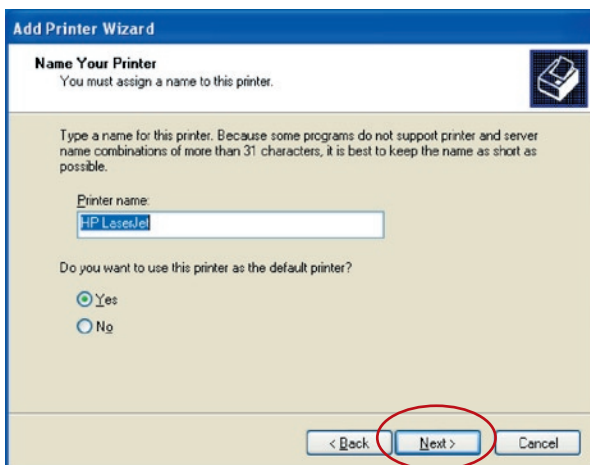 Add Printer Wizard
Name Your Printer
You must assign a name to this printer.
Type a name for this printer. Because some programs do not support printer and server
name combinations of more than 31 characters, it is best to keep the name as short as
possible.
Printer name:
HP LaserJet
Do you want to use this printer as the default printer?
Yes
No
< Back
Next >
Cancel